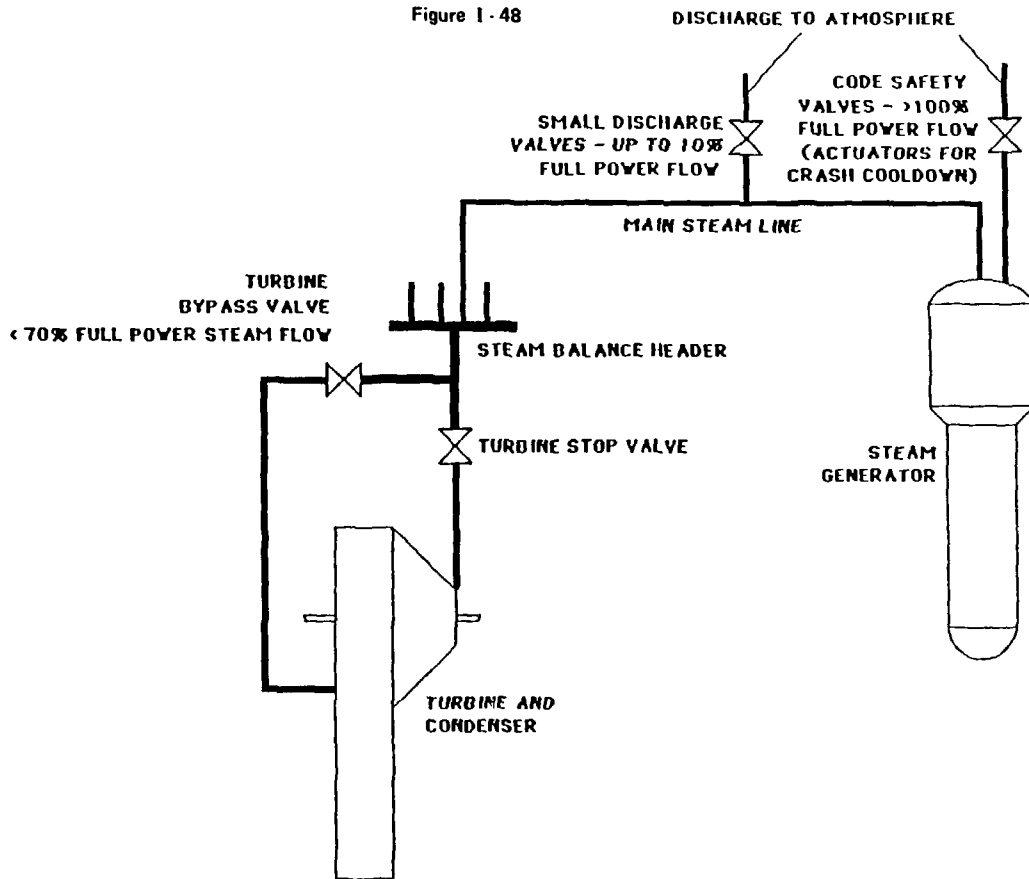 Figure I-48
DISCHARGE TO ATMOSPHERE
SMALL DISCHARGE
VALVES - UP TO 10%
FULL POWER FLOW
CODE SAFETY
VALVES - >100%
FULL POWER FLOW
(ACTUATORS FOR
CRASH COOLDOWN)
MAIN STEAM LINE
TURBINE
BYPASS VALVE
<70% FULL POWER STEAM FLOW
STEAM BALANCE HEADER
TURBINE STOP VALVE
STEAM
GENERATOR
TURBINE AND
CONDENSER